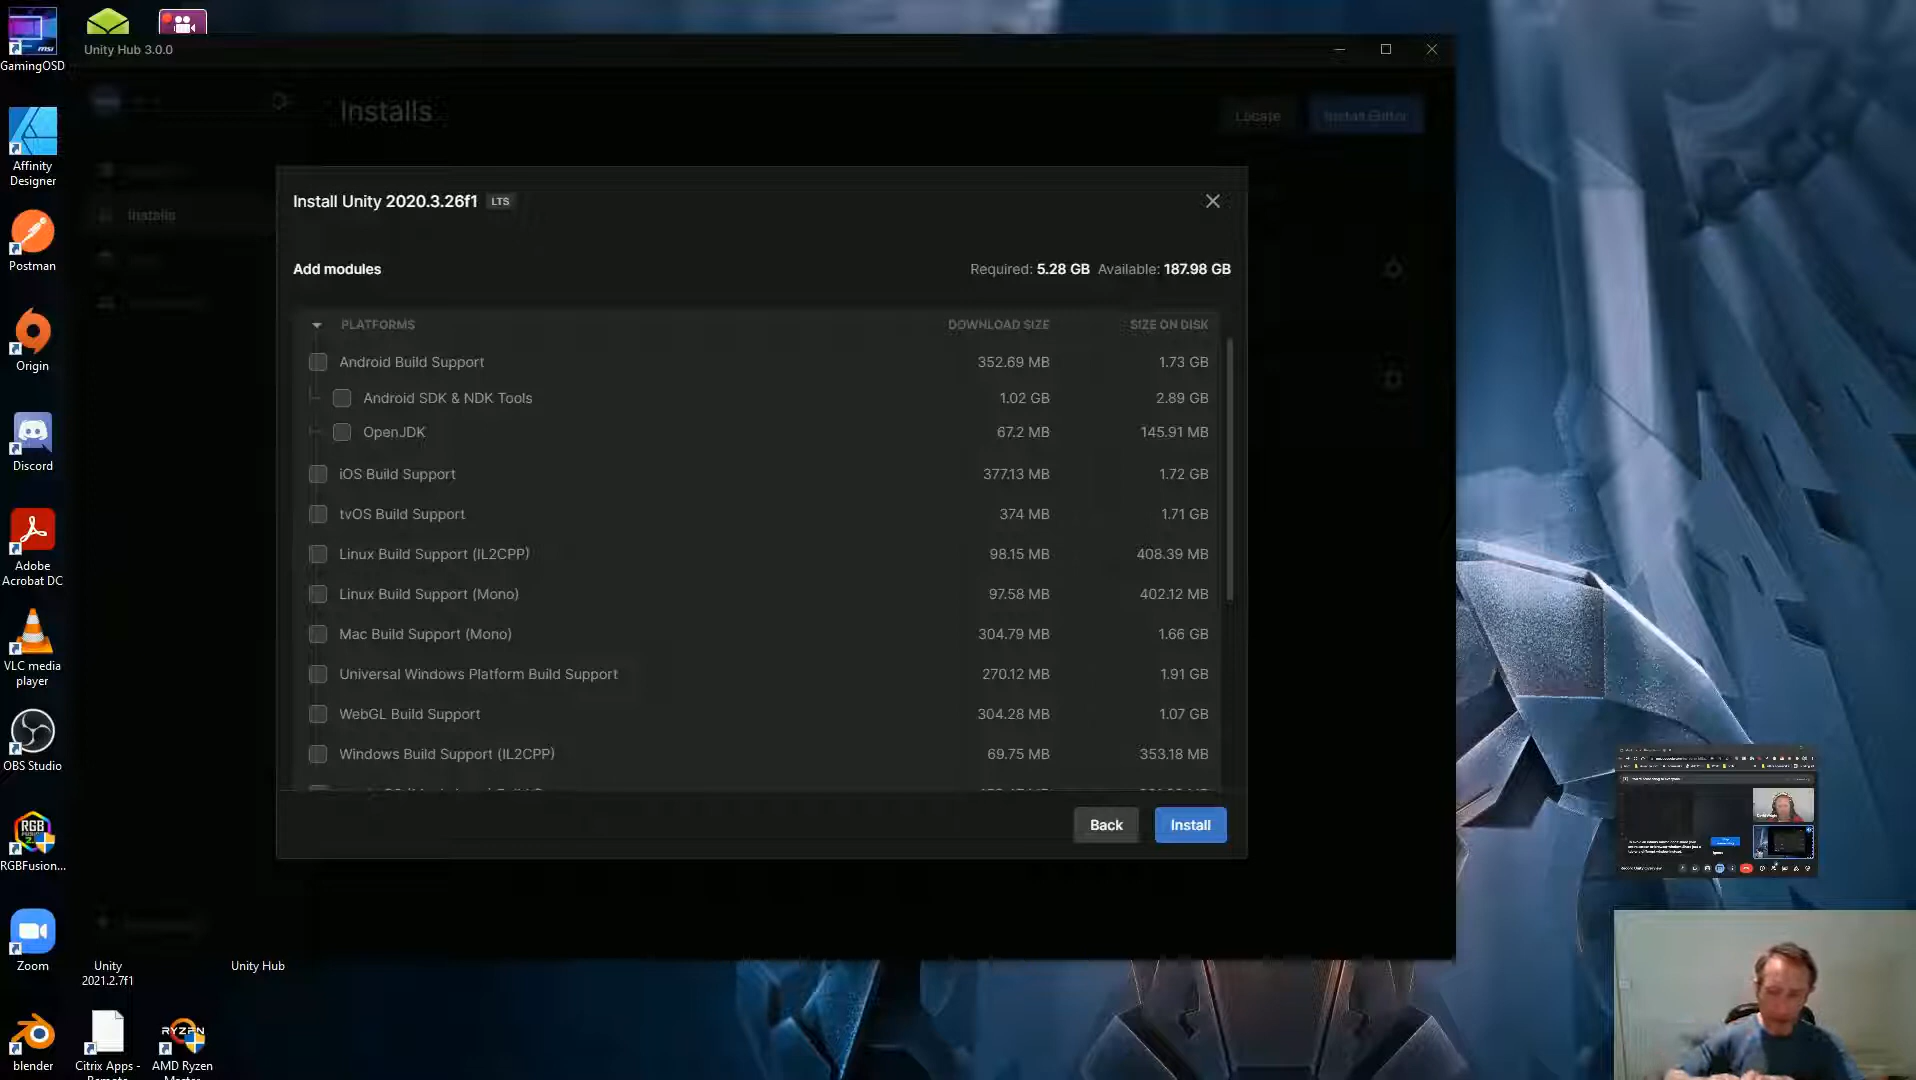 GamingOSD
Affinity
Designer
Postman
Origin
Discord
Adobe
Acrobat DC
VLC media
player
OBS Studio
RGBFusion...
Zoom
blender
Unity
2021.2.7f1
Unity Hub
Citrix Apps -
AMD Ryzen
Unity Hub 3.0.0
Installs
Locate
Install Editor
Installs
Install Unity 2020.3.26f1 LTS
Add modules
Required: 5.28 GB Available: 187.98 GB
PLATFORMS DOWNLOAD SIZE SIZE ON DISK
Android Build Support 352.69 MB 1.73 GB
Android SDK & NDK Tools 1.02 GB 2.89 GB
OpenJDK 67.2 MB 145.91 MB
iOS Build Support 377.13 MB 1.72 GB
tvOS Build Support 374 MB 1.71 GB
Linux Build Support (IL2CPP) 98.15 MB 408.39 MB
Linux Build Support (Mono) 97.58 MB 402.12 MB
Mac Build Support (Mono) 304.79 MB 1.66 GB
Universal Windows Platform Build Support 270.12 MB 1.91 GB
WebGL Build Support 304.28 MB 1.07 GB
Windows Build Support (IL2CPP) 69.75 MB 353.18 MB
Back Install